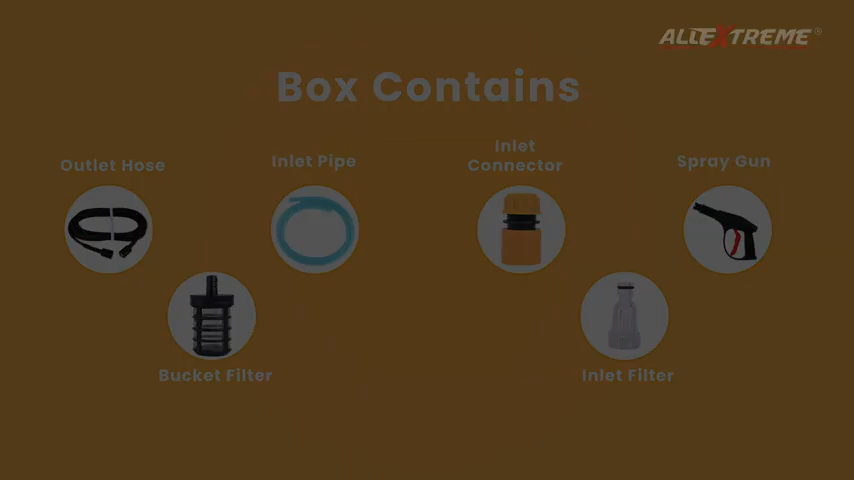 ALLEXTREME®
Box Contains
Outlet Hose
Inlet Pipe
Inlet
Connector
Spray Gun
Bucket Filter
Inlet Filter